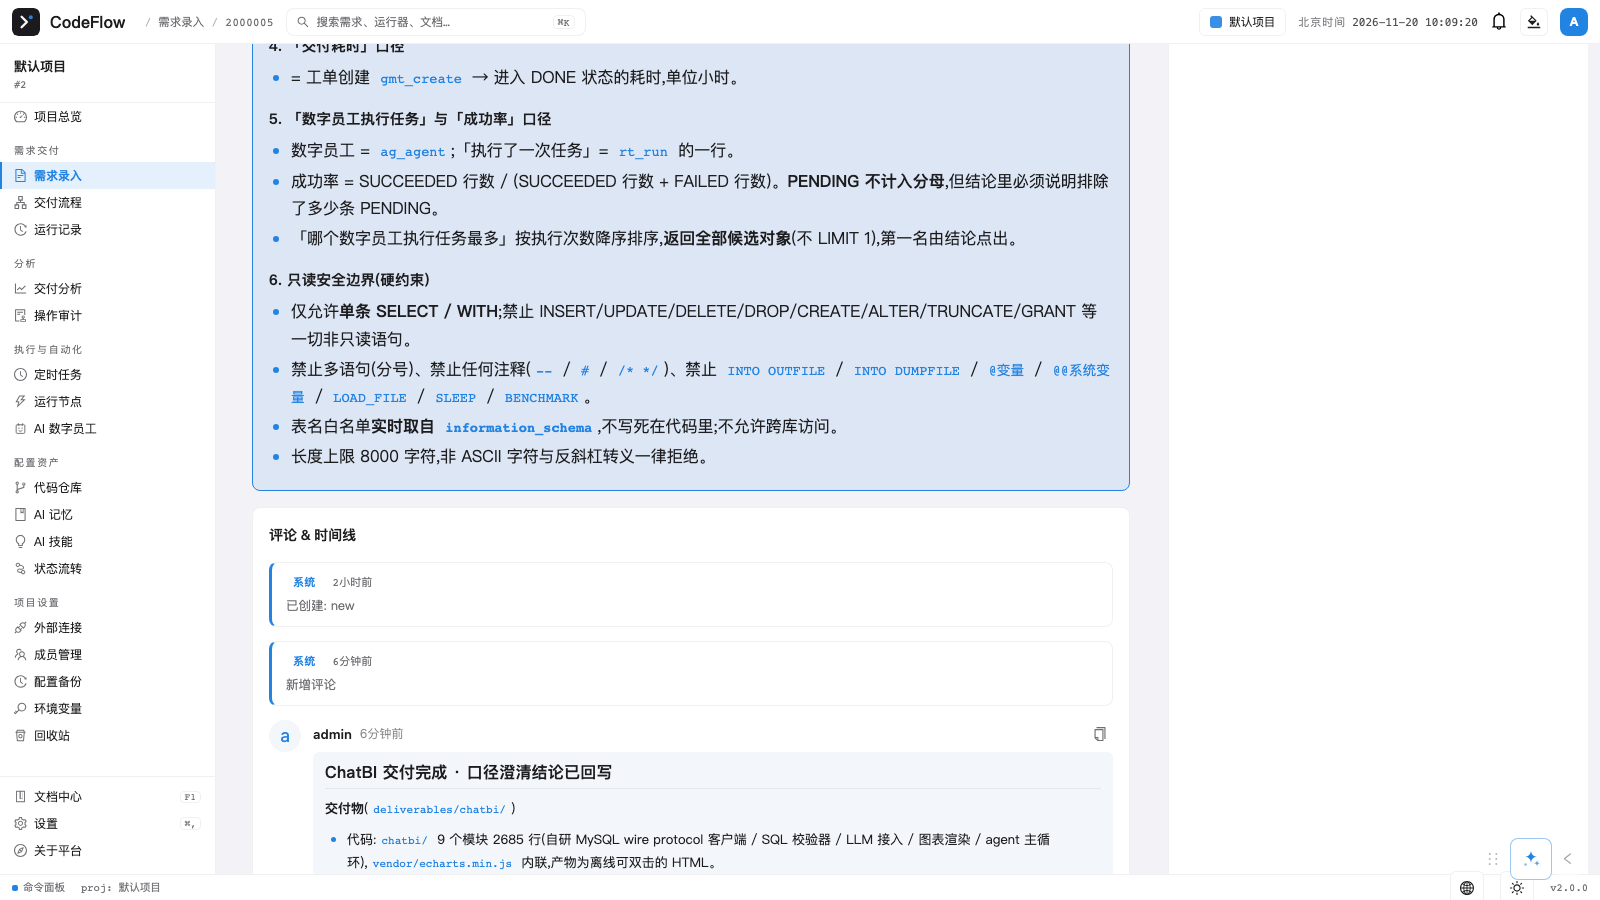 CodeFlow
/ 需求录入 / 2000005
搜索需求、运行器、文档...
⌘K
默认项目
北京时间 2026-11-20 10:09:20
A
默认项目
#2
项目总览
需求交付
需求录入
交付流程
运行记录
分析
交付分析
操作审计
执行与自动化
定时任务
运行节点
AI 数字员工
配置资产
代码仓库
AI 记忆
AI 技能
状态流转
项目设置
外部连接
成员管理
配置备份
环境变量
回收站
文档中心 F1
设置 ⌘,
关于平台
4. 「交付耗时」口径
= 工单创建 gmt_create → 进入 DONE 状态的耗时,单位小时。
5. 「数字员工执行任务」与「成功率」口径
数字员工 = ag_agent ;「执行了一次任务」= rt_run 的一行。
成功率 = SUCCEEDED 行数 / (SUCCEEDED 行数 + FAILED 行数)。PENDING 不计入分母,但结论里必须说明排除
了多少条 PENDING。
「哪个数字员工执行任务最多」按执行次数降序排序,返回全部候选对象(不 LIMIT 1),第一名由结论点出。
6. 只读安全边界(硬约束)
仅允许单条 SELECT / WITH;禁止 INSERT/UPDATE/DELETE/DROP/CREATE/ALTER/TRUNCATE/GRANT 等
一切非只读语句。
禁止多语句(分号)、禁止任何注释( -- / # / /* */ )、禁止 INTO OUTFILE / INTO DUMPFILE / @变量 / @@系统变
量 / LOAD_FILE / SLEEP / BENCHMARK 。
表名白名单实时取自 information_schema ,不写死在代码里;不允许跨库访问。
长度上限 8000 字符,非 ASCII 字符与反斜杠转义一律拒绝。
评论 & 时间线
系统 2小时前
已创建: new
系统 6分钟前
新增评论
a
admin 6分钟前
ChatBI 交付完成 · 口径澄清结论已回写
交付物( deliverables/chatbi/ )
代码: chatbi/ 9 个模块 2685 行(自研 MySQL wire protocol 客户端 / SQL 校验器 / LLM 接入 / 图表渲染 / agent 主循
环), vendor/echarts.min.js 内联,产物为离线可双击的 HTML。
命令面板 proj: 默认项目
v2.0.0